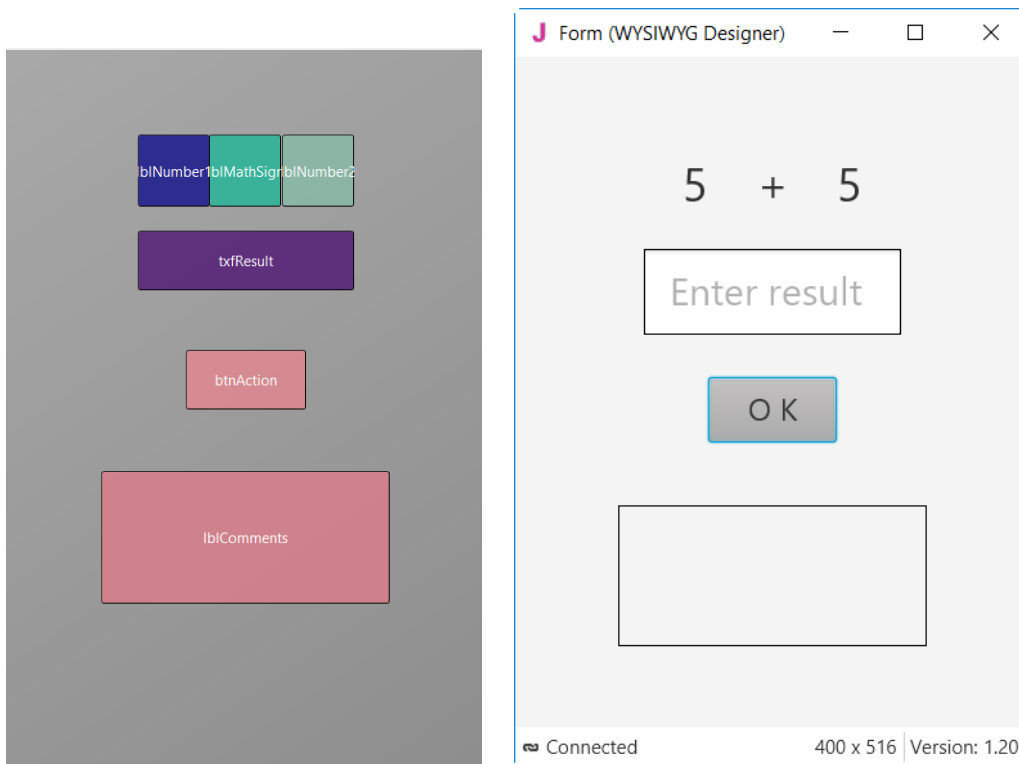 lblNumber1 lblMathSign lblNumber2
txfResult
btnAction
lblComments
J Form (WYSIWYG Designer)
5 + 5
Enter result
O K
Connected 400 x 516 Version: 1.20